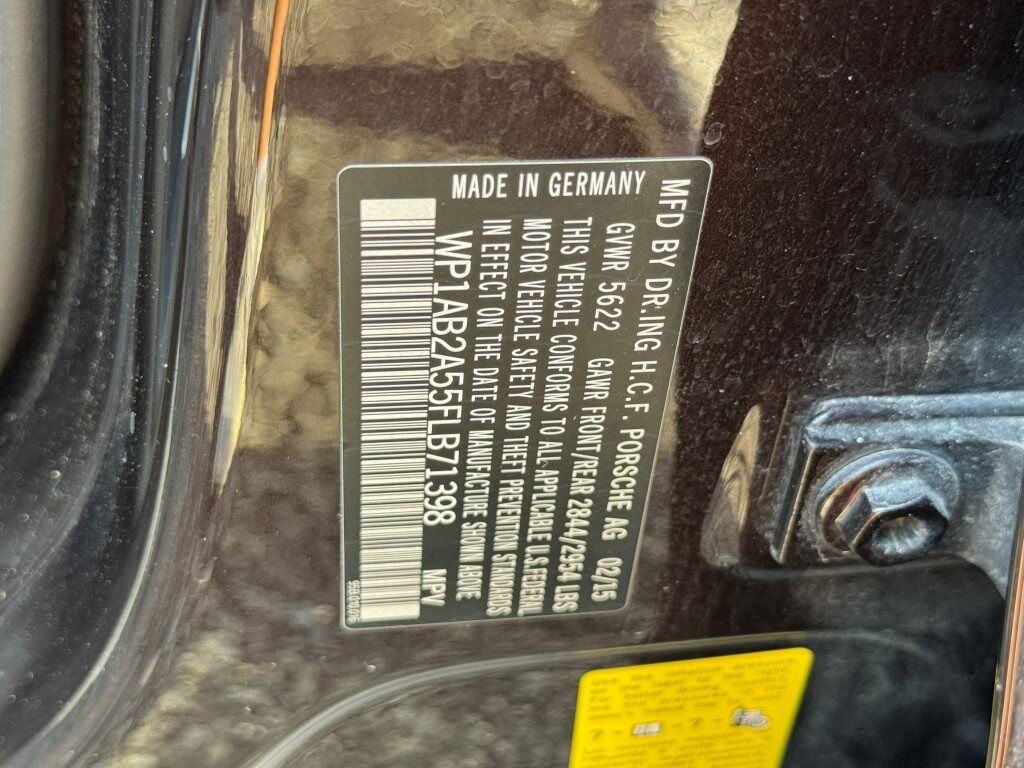 MFD BY DR.ING H.C.F. PORSCHE AG 02/15
GVWR 5622 GAWR FRONT/REAR 2844/2954 LBS
THIS VEHICLE CONFORMS TO ALL APPLICABLE U.S. FEDERAL
MOTOR VEHICLE SAFETY AND THEFT PREVENTION STANDARDS
IN EFFECT ON THE DATE OF MANUFACTURE SHOWN ABOVE
WP1AB2A55FLB71398 MPV
MADE IN GERMANY